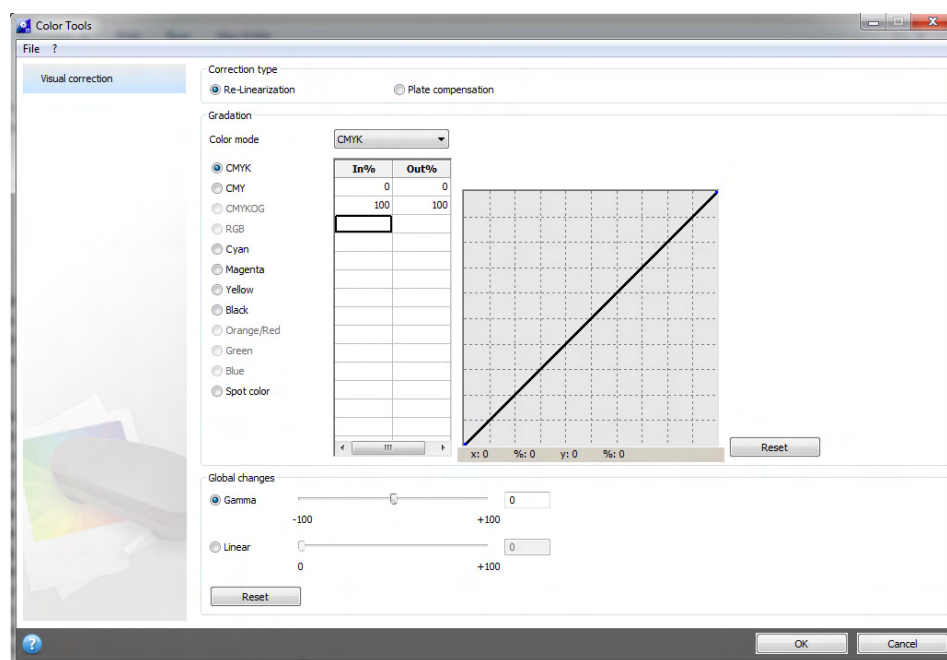 Color Tools
File ?
Visual correction
Correction type
Re-Linearization Plate compensation
Gradation
Color mode CMYK
CMYK
CMY
CMYKOG
RGB
Cyan
Magenta
Yellow
Black
Orange/Red
Green
Blue
Spot color
In% Out%
0 0
100 100
x: 0 %: 0 y: 0 %: 0
Reset
Global changes
Gamma 0
-100 +100
Linear 0
0 +100
Reset
?
OK Cancel